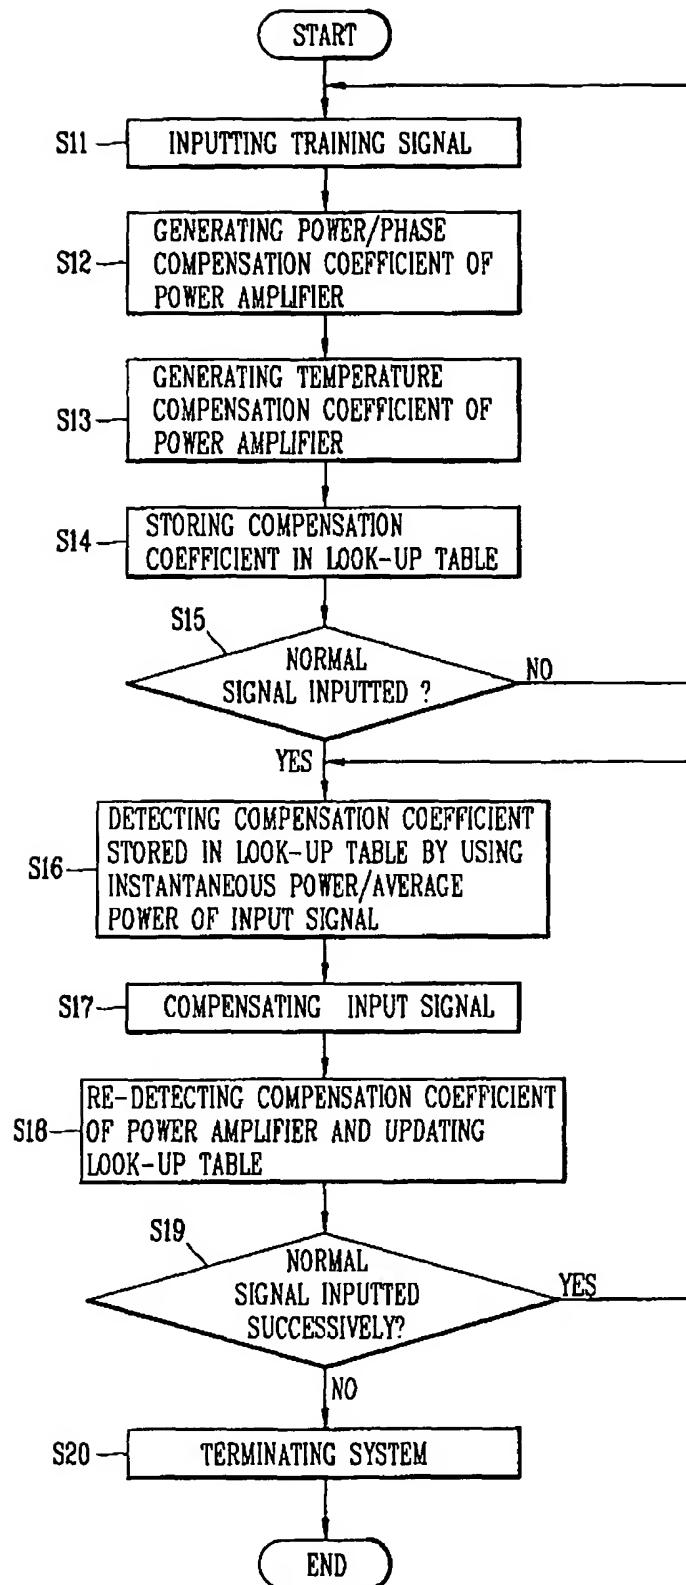 START
S11
INPUTTING TRAINING SIGNAL
S12
GENERATING POWER/PHASE
COMPENSATION COEFFICIENT OF
POWER AMPLIFIER
S13
GENERATING TEMPERATURE
COMPENSATION COEFFICIENT OF
POWER AMPLIFIER
S14
STORING COMPENSATION
COEFFICIENT IN LOOK-UP TABLE
S15
NORMAL
SIGNAL INPUTTED ?
NO
YES
S16
DETECTING COMPENSATION COEFFICIENT
STORED IN LOOK-UP TABLE BY USING
INSTANTANEOUS POWER/AVERAGE
POWER OF INPUT SIGNAL
S17
COMPENSATING INPUT SIGNAL
S18
RE-DETECTING COMPENSATION COEFFICIENT
OF POWER AMPLIFIER AND UPDATING
LOOK-UP TABLE
S19
NORMAL
SIGNAL INPUTTED
SUCCESSIVELY?
YES
NO
S20
TERMINATING SYSTEM
END